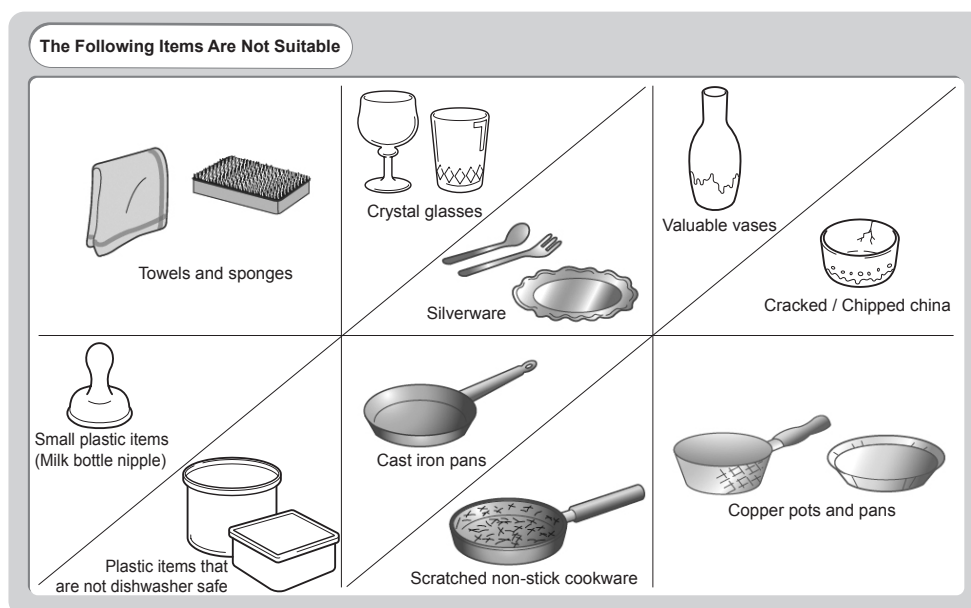 The Following Items Are Not Suitable
Towels and sponges
Crystal glasses
Silverware
Valuable vases
Cracked / Chipped china
Small plastic items
(Milk bottle nipple)
Plastic items that
are not dishwasher safe
Cast iron pans
Scratched non-stick cookware
Copper pots and pans